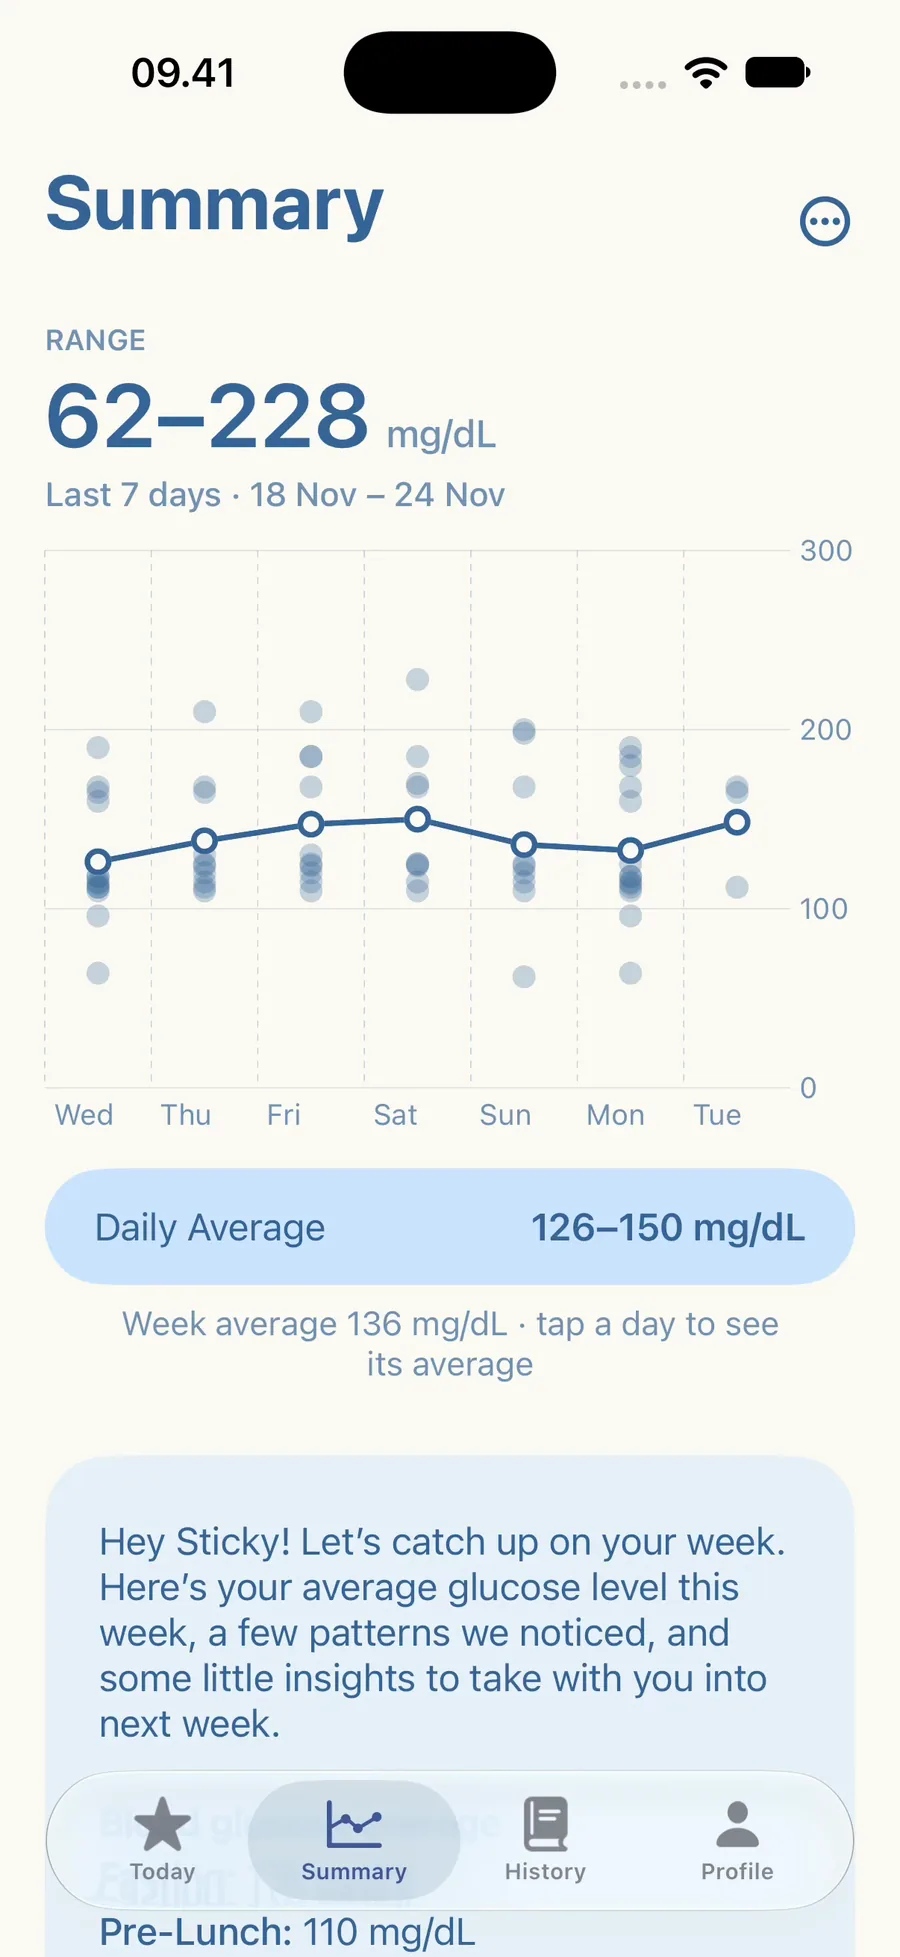 09.41
Summary
RANGE
62–228 mg/dL
Last 7 days · 18 Nov – 24 Nov
300
200
100
0
Wed Thu Fri Sat Sun Mon Tue
Daily Average 126–150 mg/dL
Week average 136 mg/dL · tap a day to see
its average
Hey Sticky! Let’s catch up on your week.
Here’s your average glucose level this
week, a few patterns we noticed, and
some little insights to take with you into
next week.
Today Summary History Profile
Pre-Lunch: 110 mg/dL